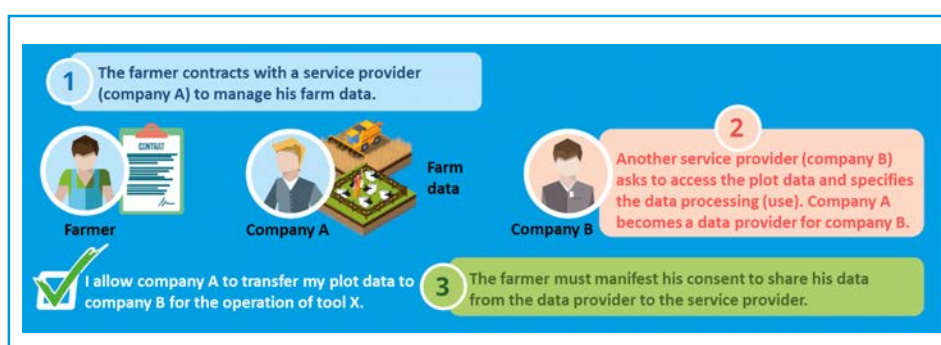 1
The farmer contracts with a service provider
(company A) to manage his farm data.
CONTRAT
Farmer
Company A
Farm
data
Company B
2
Another service provider (company B)
asks to access the plot data and specifies
the data processing (use). Company A
becomes a data provider for company B.
I allow company A to transfer my plot data to
company B for the operation of tool X.
3
The farmer must manifest his consent to share his data
from the data provider to the service provider.